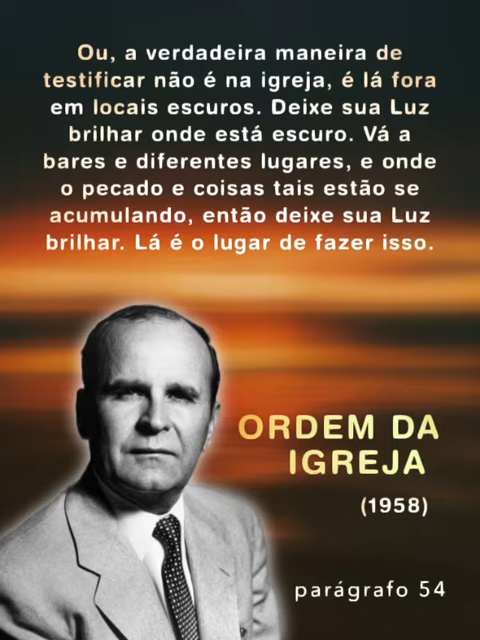 Ou, a verdadeira maneira de
testificar não é na igreja, é lá fora
em locais escuros. Deixe sua Luz
brilhar onde está escuro. Vá a
bares e diferentes lugares, e onde
o pecado e coisas tais estão se
acumulando, então deixe sua Luz
brilhar. Lá é o lugar de fazer isso.
ORDEM DA
IGREJA
(1958)
parágrafo 54